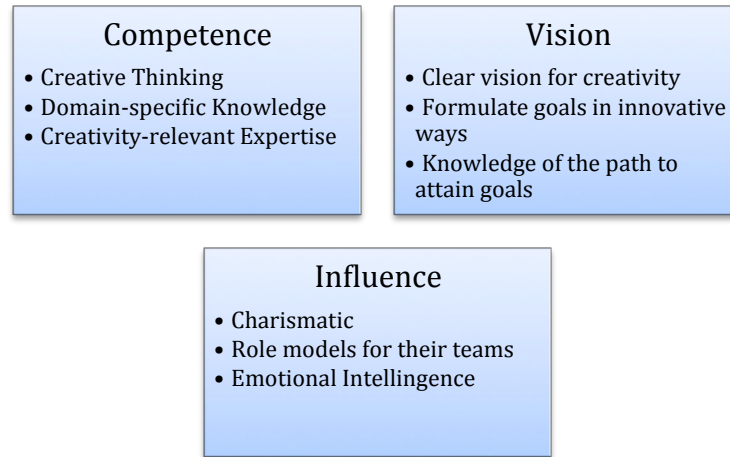 Competence
• Creative Thinking
• Domain-specific Knowledge
• Creativity-relevant Expertise
Vision
• Clear vision for creativity
• Formulate goals in innovative
ways
• Knowledge of the path to
attain goals
Influence
• Charismatic
• Role models for their teams
• Emotional Intellingence